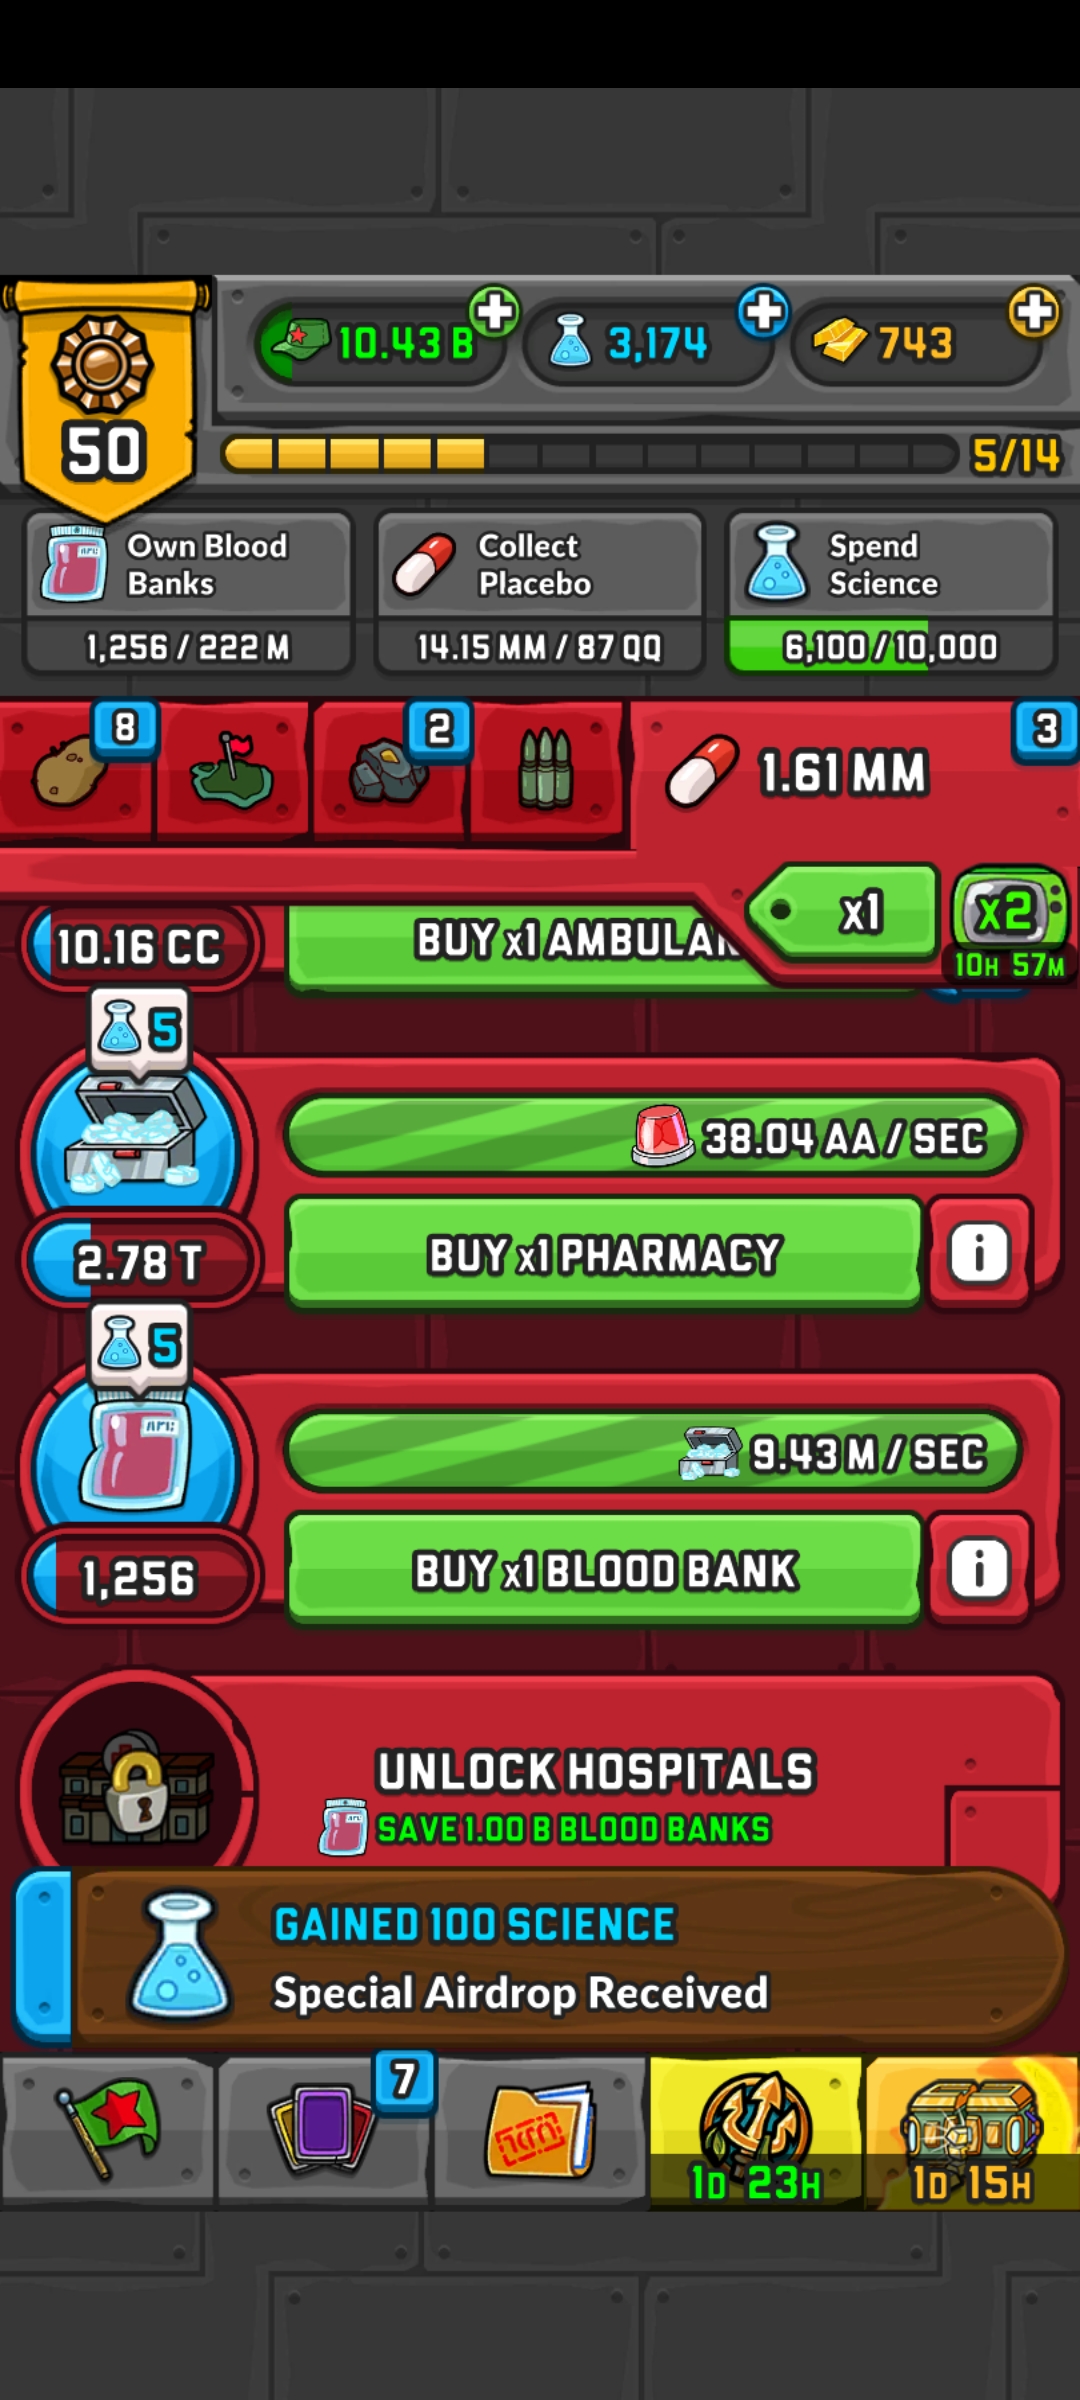 10.43 B
3,174
743
50
5/14
Own Blood Banks
1,256 / 222 M
Collect Placebo
14.15 MM / 87 QQ
Spend Science
6,100 / 10,000
8
2
1.61 MM
3
x1
x2
10H 57M
10.16 CC
BUY x1 AMBULAN
5
38.04 AA / SEC
2.78 T
BUY x1 PHARMACY
i
5
9.43 M / SEC
1,256
BUY x1 BLOOD BANK
i
UNLOCK HOSPITALS
SAVE 1.00 B BLOOD BANKS
GAINED 100 SCIENCE
Special Airdrop Received
7
1D 23H
1D 15H